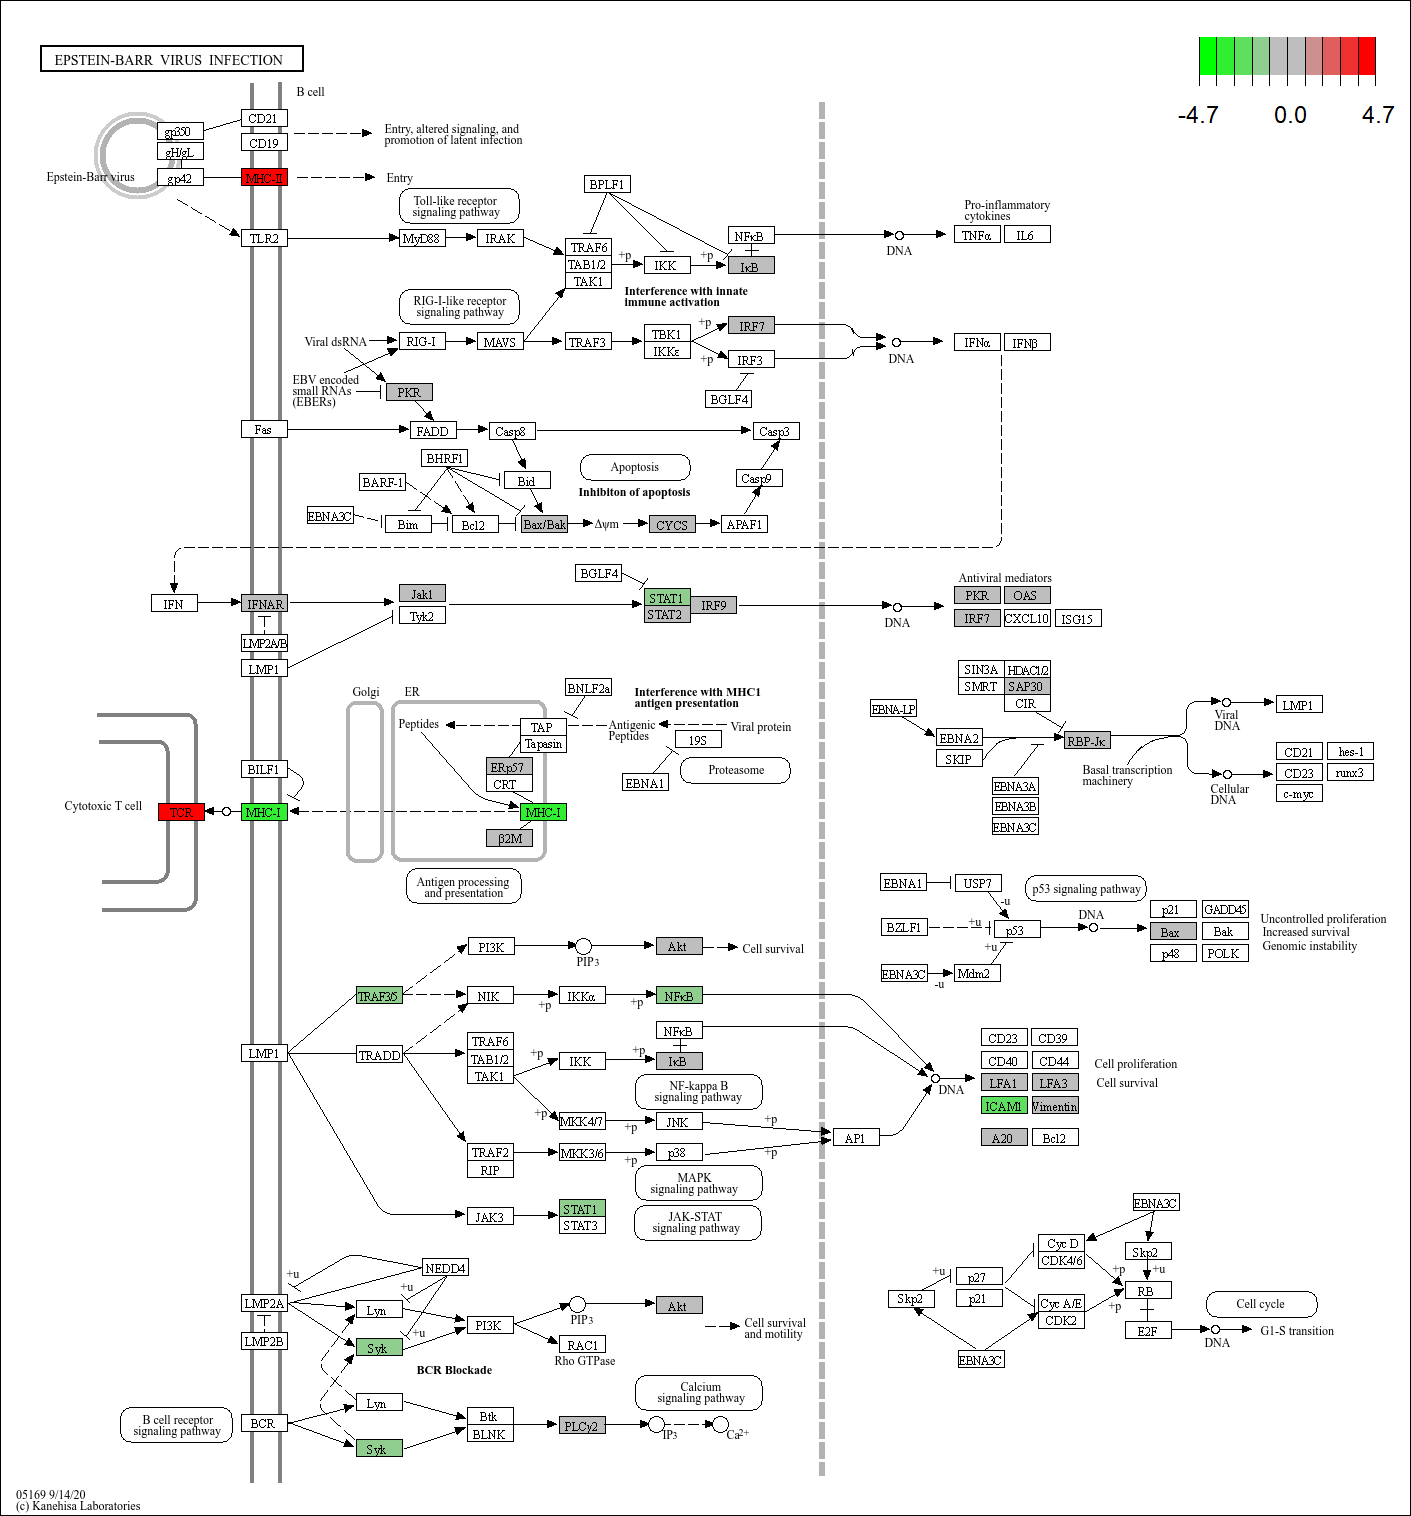 EPSTEIN-BARR VIRUS INFECTION
-4.7 0.0 4.7
B cell
gp350
CD21
gH/gL
CD19
Entry, altered signaling, and
promotion of latent infection
Epstein-Barr virus
gp42
MHC-II
Entry
Toll-like receptor
signaling pathway
BPLF1
TLR2
MyD88
IRAK
TRAF6
TAB1/2
TAK1
+p
IKK
+p
NFκB
IκB
DNA
Pro-inflammatory
cytokines
TNFα
IL6
Interference with innate
immune activation
RIG-I-like receptor
signaling pathway
Viral dsRNA
RIG-I
MAVS
TRAF3
TBK1
IKKε
+p
IRF7
+p
IRF3
DNA
IFNα
IFNβ
BGLF4
EBV encoded
small RNAs
(EBERs)
PKR
Fas
FADD
Casp8
Casp3
BHRF1
Apoptosis
BARF-1
Bid
Inhibiton of apoptosis
Casp9
EBNA3C
Bim
Bcl2
Bax/Bak
Δψm
CYCS
APAF1
BGLF4
IFN
IFNAR
Jak1
Tyk2
STAT1
STAT2
IRF9
DNA
Antiviral mediators
PKR
OAS
IRF7
CXCL10
ISG15
LMP2A/B
LMP1
Golgi
ER
BNLF2a
Interference with MHC1
antigen presentation
Peptides
TAP
Tapasin
Antigenic
Peptides
Viral protein
19S
ERp57
CRT
EBNA1
Proteasome
BILF1
Cytotoxic T cell
TCR
MHC-I
MHC-I
β2M
Antigen processing
and presentation
SIN3A
HDAC1/2
SMRT
SAP30
CIR
EBNA-LP
EBNA2
SKIP
RBP-Jκ
EBNA3A
EBNA3B
EBNA3C
Basal transcription
machinery
Viral
DNA
LMP1
Cellular
DNA
CD21
hes-1
CD23
runx3
c-myc
EBNA1
USP7
p53 signaling pathway
-u
BZLF1
+u
p53
+u
DNA
EBNA3C
-u
Mdm2
p21
GADD45
Bax
Bak
p48
POLK
Uncontrolled proliferation
Increased survival
Genomic instability
PI3K
PIP3
Akt
Cell survival
TRAF3/5
NIK
+p
IKKα
+p
NFκB
LMP1
TRADD
TRAF6
TAB1/2
TAK1
+p
IKK
+p
NFκB
IκB
NF-kappa B
signaling pathway
+p
MKK4/7
+p
JNK
+p
TRAF2
RIP
MKK3/6
+p
p38
+p
AP1
MAPK
signaling pathway
JAK3
STAT1
STAT3
JAK-STAT
signaling pathway
DNA
CD23
CD39
CD40
CD44
LFA1
LFA3
ICAM1
Vimentin
A20
Bcl2
Cell proliferation
Cell survival
NEDD4
+u
+u
+u
LMP2A
LMP2B
Lyn
Syk
PI3K
PIP3
Akt
RAC1
Rho GTPase
Cell survival
and motility
BCR Blockade
B cell receptor
signaling pathway
BCR
Lyn
Syk
Btk
BLNK
PLCγ2
IP3
Ca2+
Calcium
signaling pathway
EBNA3C
Cyc D
CDK4/6
Skp2
+u
+p
Skp2
+u
p27
p21
Cyc A/E
CDK2
+p
RB
E2F
EBNA3C
Cell cycle
DNA
G1-S transition
05169 9/14/20
(c) Kanehisa Laboratories